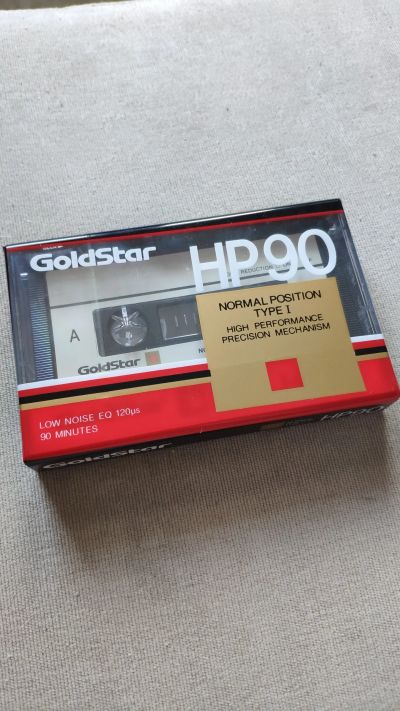 GoldStar
HP90
REDUCTION
A
NORMAL POSITION
TYPE I
HIGH PERFORMANCE
PRECISION MECHANISM
GoldStar
LOW NOISE EQ 120µs
90 MINUTES
GoldStar
HP90